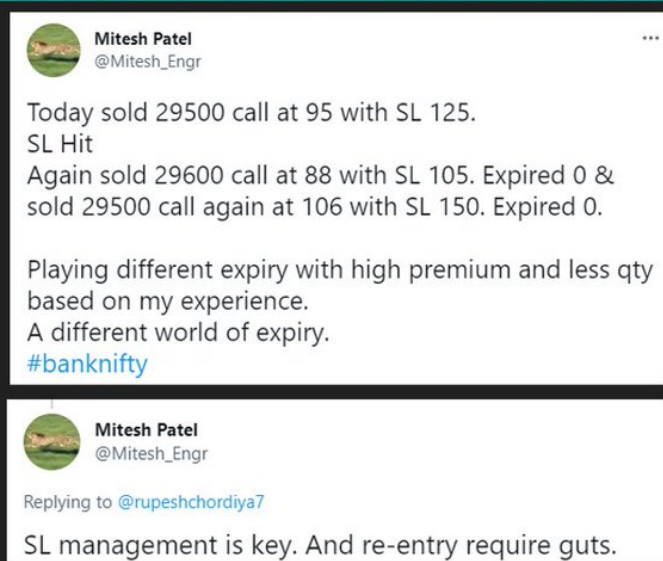 Mitesh Patel
@Mitesh_Engr
Today sold 29500 call at 95 with SL 125.
SL Hit
Again sold 29600 call at 88 with SL 105. Expired 0 &
sold 29500 call again at 106 with SL 150. Expired 0.
Playing different expiry with high premium and less qty
based on my experience.
A different world of expiry.
#banknifty
Mitesh Patel
@Mitesh_Engr
Replying to @rupeshchordiya7
SL management is key. And re-entry require guts.